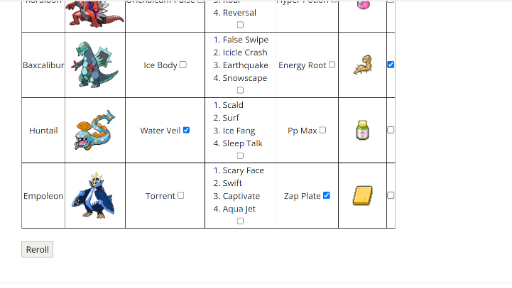 4. Reversal
Baxcalibur
Ice Body
1. False Swipe
2. Icicle Crash
3. Earthquake
4. Snowscape
Energy Root
Huntail
Water Veil
1. Scald
2. Surf
3. Ice Fang
4. Sleep Talk
Pp Max
Empoleon
Torrent
1. Scary Face
2. Swift
3. Captivate
4. Aqua Jet
Zap Plate
Reroll